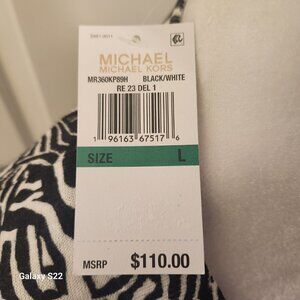 MICHAEL
MICHAEL KORS
MR360KP89H BLACK/WHITE
RE 23 DEL 1
1 96163 67517 6
SIZE L
MSRP $110.00
Galaxy S22